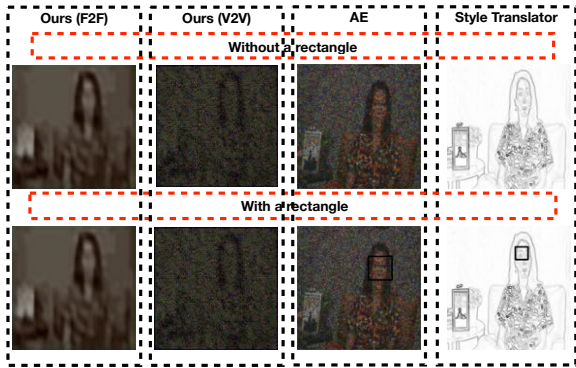 Ours (F2F) Ours (V2V) AE Style Translator
Without a rectangle
With a rectangle